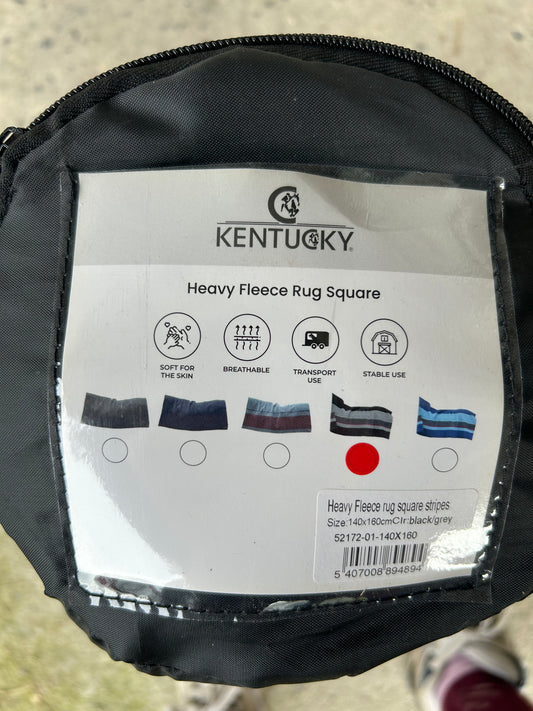 KENTUCKY®
Heavy Fleece Rug Square
SOFT FOR
THE SKIN
BREATHABLE
TRANSPORT
USE
STABLE USE
Heavy Fleece rug square stripes
Size:140x160cmClr:black/grey
52172-01-140X160
5 407008 894894